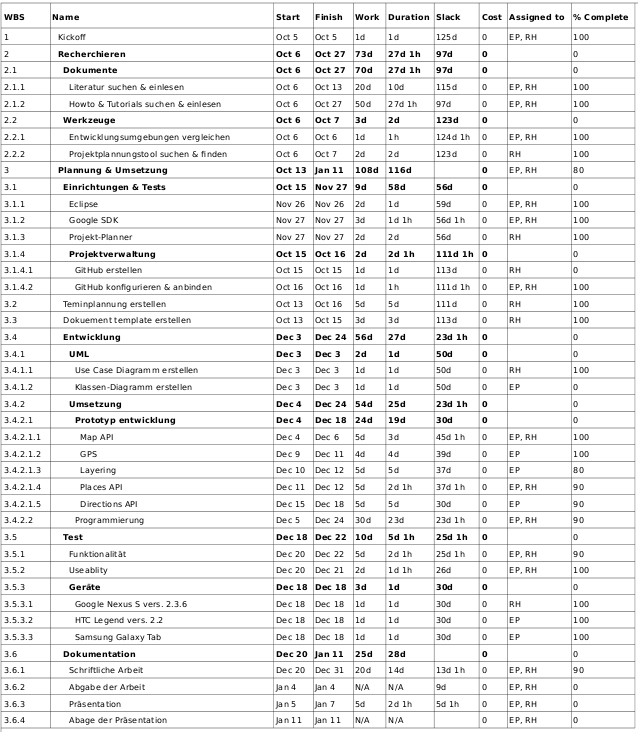 WBS Name Start Finish Work Duration Slack Cost Assigned to % Complete
1 Kickoff Oct 5 Oct 5 1d 1d 125d 0 EP, RH 100
2 Recherchieren Oct 6 Oct 27 73d 27d 1h 97d 0 0
2.1 Dokumente Oct 6 Oct 27 70d 27d 1h 97d 0 0
2.1.1 Literatur suchen & einlesen Oct 6 Oct 13 20d 10d 115d 0 EP, RH 100
2.1.2 Howto & Tutorials suchen & einlesen Oct 6 Oct 27 50d 27d 1h 97d 0 EP, RH 100
2.2 Werkzeuge Oct 6 Oct 7 3d 2d 123d 0 0
2.2.1 Entwicklungsumgebungen vergleichen Oct 6 Oct 6 1d 1h 124d 1h 0 EP, RH 100
2.2.2 Projektplannungstool suchen & finden Oct 6 Oct 7 2d 2d 123d 0 RH 100
3 Plannung & Umsetzung Oct 13 Jan 11 108d 116d 0 EP, RH 80
3.1 Einrichtungen & Tests Oct 15 Nov 27 9d 58d 56d 0 0
3.1.1 Eclipse Nov 26 Nov 26 2d 1d 59d 0 EP, RH 100
3.1.2 Google SDK Nov 27 Nov 27 3d 1d 1h 56d 1h 0 EP, RH 100
3.1.3 Projekt-Planner Nov 27 Nov 27 2d 2d 56d 0 RH 100
3.1.4 Projektverwaltung Oct 15 Oct 16 2d 2d 1h 111d 1h 0 0
3.1.4.1 GitHub erstellen Oct 15 Oct 15 1d 1d 113d 0 RH 0
3.1.4.2 GitHub konfigurieren & anbinden Oct 16 Oct 16 1d 1h 111d 1h 0 EP, RH 100
3.2 Teminplannung erstellen Oct 13 Oct 16 5d 5d 111d 0 RH 100
3.3 Dokuement template erstellen Oct 13 Oct 15 3d 3d 113d 0 RH 100
3.4 Entwicklung Dec 3 Dec 24 56d 27d 23d 1h 0 0
3.4.1 UML Dec 3 Dec 3 2d 1d 50d 0 0
3.4.1.1 Use Case Diagramm erstellen Dec 3 Dec 3 1d 1d 50d 0 RH 100
3.4.1.2 Klassen-Diagramm erstellen Dec 3 Dec 3 1d 1d 50d 0 EP 0
3.4.2 Umsetzung Dec 4 Dec 24 54d 25d 23d 1h 0 0
3.4.2.1 Prototyp entwicklung Dec 4 Dec 18 24d 19d 30d 0 0
3.4.2.1.1 Map API Dec 4 Dec 6 5d 3d 45d 1h 0 EP, RH 100
3.4.2.1.2 GPS Dec 9 Dec 11 4d 4d 39d 0 EP 100
3.4.2.1.3 Layering Dec 10 Dec 12 5d 5d 37d 0 EP 80
3.4.2.1.4 Places API Dec 11 Dec 12 5d 2d 1h 37d 1h 0 EP, RH 90
3.4.2.1.5 Directions API Dec 15 Dec 18 5d 5d 30d 0 EP 90
3.4.2.2 Programmierung Dec 5 Dec 24 30d 23d 23d 1h 0 EP, RH 90
3.5 Test Dec 18 Dec 22 10d 5d 1h 25d 1h 0 0
3.5.1 Funktionalität Dec 20 Dec 22 5d 2d 1h 25d 1h 0 EP, RH 90
3.5.2 Useablity Dec 20 Dec 21 2d 1d 1h 26d 0 EP, RH 100
3.5.3 Geräte Dec 18 Dec 18 3d 1d 30d 0 0
3.5.3.1 Google Nexus S vers. 2.3.6 Dec 18 Dec 18 1d 1d 30d 0 RH 100
3.5.3.2 HTC Legend vers. 2.2 Dec 18 Dec 18 1d 1d 30d 0 EP 100
3.5.3.3 Samsung Galaxy Tab Dec 18 Dec 18 1d 1d 30d 0 EP 100
3.6 Dokumentation Dec 20 Jan 11 25d 28d 0 0
3.6.1 Schriftliche Arbeit Dec 20 Dec 31 20d 14d 13d 1h 0 EP, RH 90
3.6.2 Abgabe der Arbeit Jan 4 Jan 4 N/A N/A 9d 0 EP, RH 0
3.6.3 Präsentation Jan 5 Jan 7 5d 2d 1h 5d 1h 0 EP, RH 0
3.6.4 Abage der Präsentation Jan 11 Jan 11 N/A N/A 0 EP, RH 0